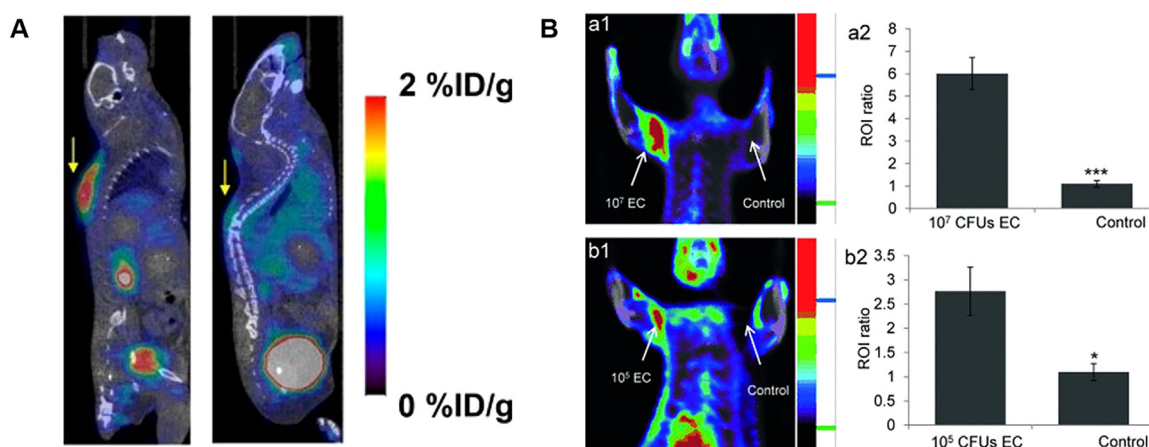 A
2 %ID/g
0 %ID/g
B
a1
10⁷ EC
Control
a2
ROI ratio
8
7
6
5
4
3
2
1
0
***
10⁷ CFUs EC
Control
b1
10⁵ EC
Control
b2
ROI ratio
3.5
3
2.5
2
1.5
1
0.5
0
*
10⁵ CFUs EC
Control